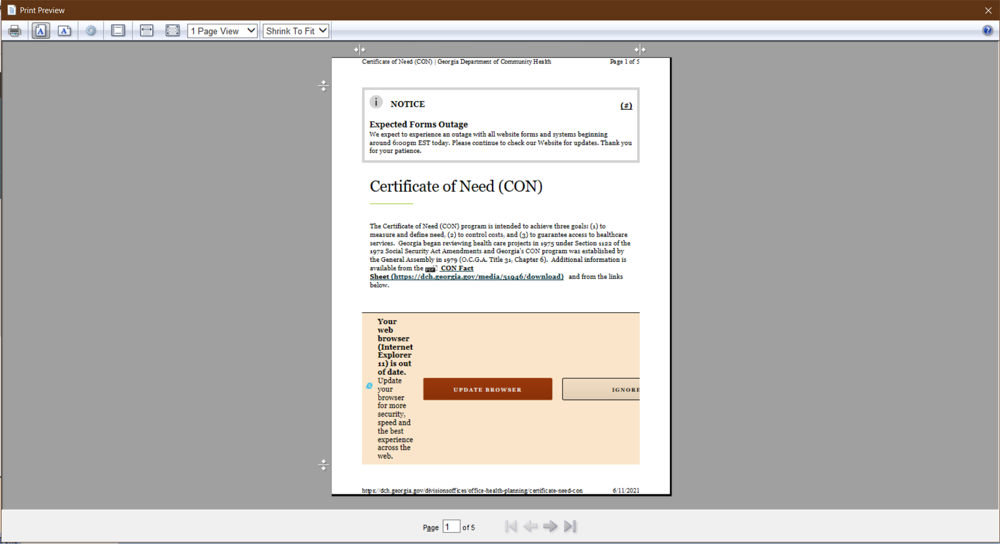 Print Preview
1 Page View
Shrink To Fit
Certificate of Need (CON) | Georgia Department of Community Health
Page 1 of 5
NOTICE
(#)
Expected Forms Outage
We expect to experience an outage with all website forms and systems beginning
around 6:00pm EST today. Please continue to check our Website for updates. Thank you
for your patience.
Certificate of Need (CON)
The Certificate of Need (CON) program is intended to achieve three goals: (1) to
measure and define need, (2) to control costs, and (3) to guarantee access to healthcare
services. Georgia began reviewing health care projects in 1975 under Section 1122 of the
1972 Social Security Act Amendments and Georgia's CON program was established by
the General Assembly in 1979 (O.C.G.A. Title 31, Chapter 6). Additional information is
available from the PDF CON Fact
Sheet (https://dch.georgia.gov/media/51946/download) and from the links
below.
Your
web
browser
(Internet
Explorer
11) is out
of date.
Update
your
browser
for more
security,
speed and
the best
experience
across the
web.
UPDATE BROWSER
IGNORE
https://dch.georgia.gov/divisionsoffices/office-health-planning/certificate-need-con
6/11/2021
Page 1 of 5